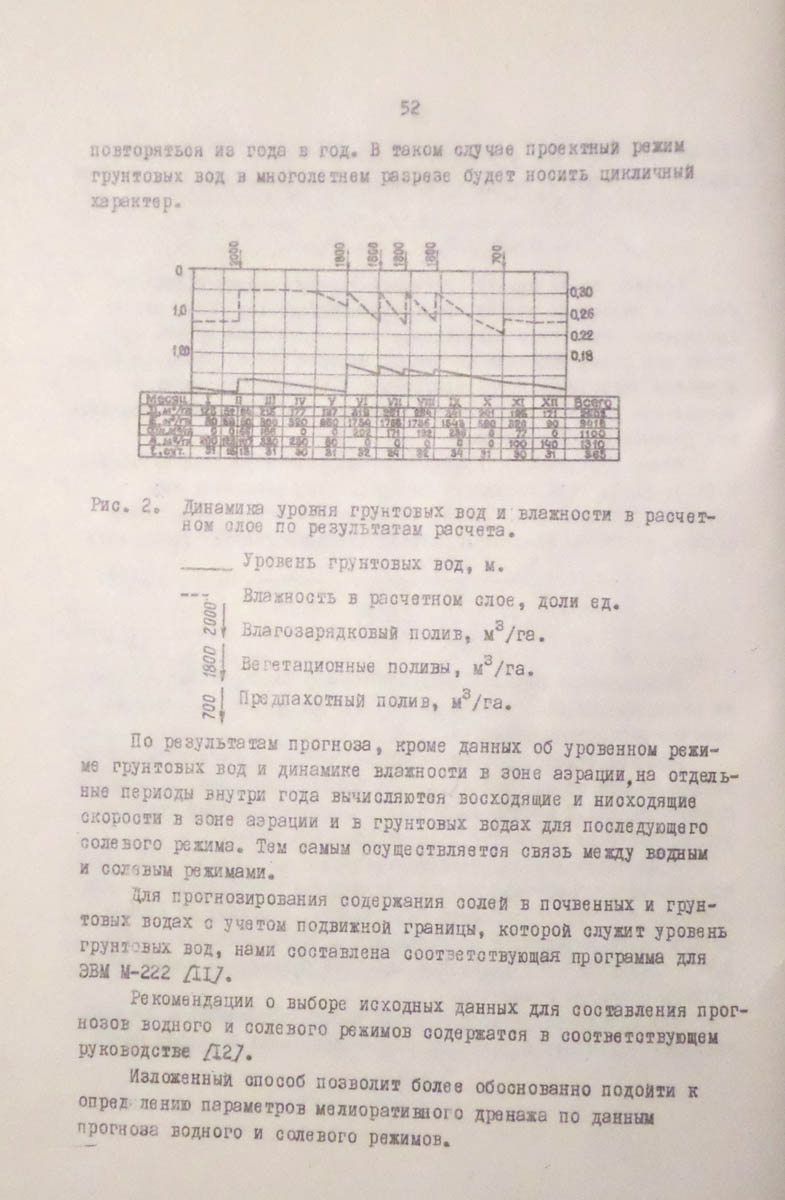 52
повторяться из года в год. В таком случае проектный режим
грунтовых вод в многолетнем разрезе будет носить цикличный
характер.
2000 1800 1800 1800 1800 700
0
1,0
0,30
0,26
0,22
0,18
Месяц I II III IV V VI VII VIII IX X XI XII Всего
Рис. 2. Динамика уровня грунтовых вод и влажности в расчет-
ном слое по результатам расчета.
Уровень грунтовых вод, м.
Влажность в расчетном слое, доли ед.
2000 Влагозарядковый полив, м³/га.
1800 Вегетационные поливы, м³/га.
700 Предпахотный полив, м³/га.
По результатам прогноза, кроме данных об уровенном режи-
ме грунтовых вод и динамике влажности в зоне аэрации,на отдель-
ные периоды внутри года вычисляются восходящие и нисходящие
скорости в зоне аэрации и в грунтовых водах для последующего
солевого режима. Тем самым осуществляется связь между водным
и солевым режимами.
Для прогнозирования содержания солей в почвенных и грун-
товых водах с учетом подвижной границы, которой служит уровень
грунтовых вод, нами составлена соответствующая программа для
ЭВМ М-222 /11/.
Рекомендации о выборе исходных данных для составления прог-
нозов водного и солевого режимов содержатся в соответствующем
руководстве /12/.
Изложенный способ позволит более обоснованно подойти к
опред лению параметров мелиоративного дренажа по данным
прогноза водного и солевого режимов.